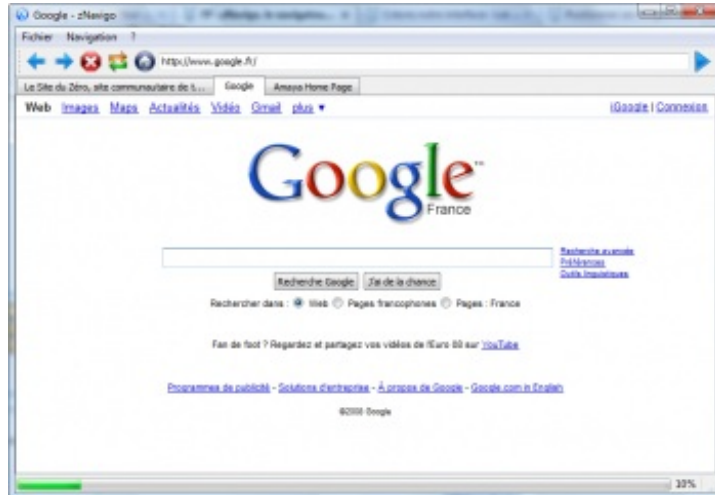 Google - zNavigo
Fichier Navigation ?
http://www.google.fr/
Le Site du Zéro, site communautaire de t... Google Amaya Home Page
Web Images Maps Actualités Vidéo Gmail plus ▼ iGoogle | Connexion
Google™
France
Recherche avancée
Préférences
Outils linguistiques
Recherche Google J'ai de la chance
Rechercher dans : Web Pages francophones Pages : France
Fan de foot ? Regardez et partagez vos vidéos de l'Euro 08 sur YouTube
Programmes de publicité - Solutions d'entreprise - À propos de Google - Google.com in English
©2008 Google
10%